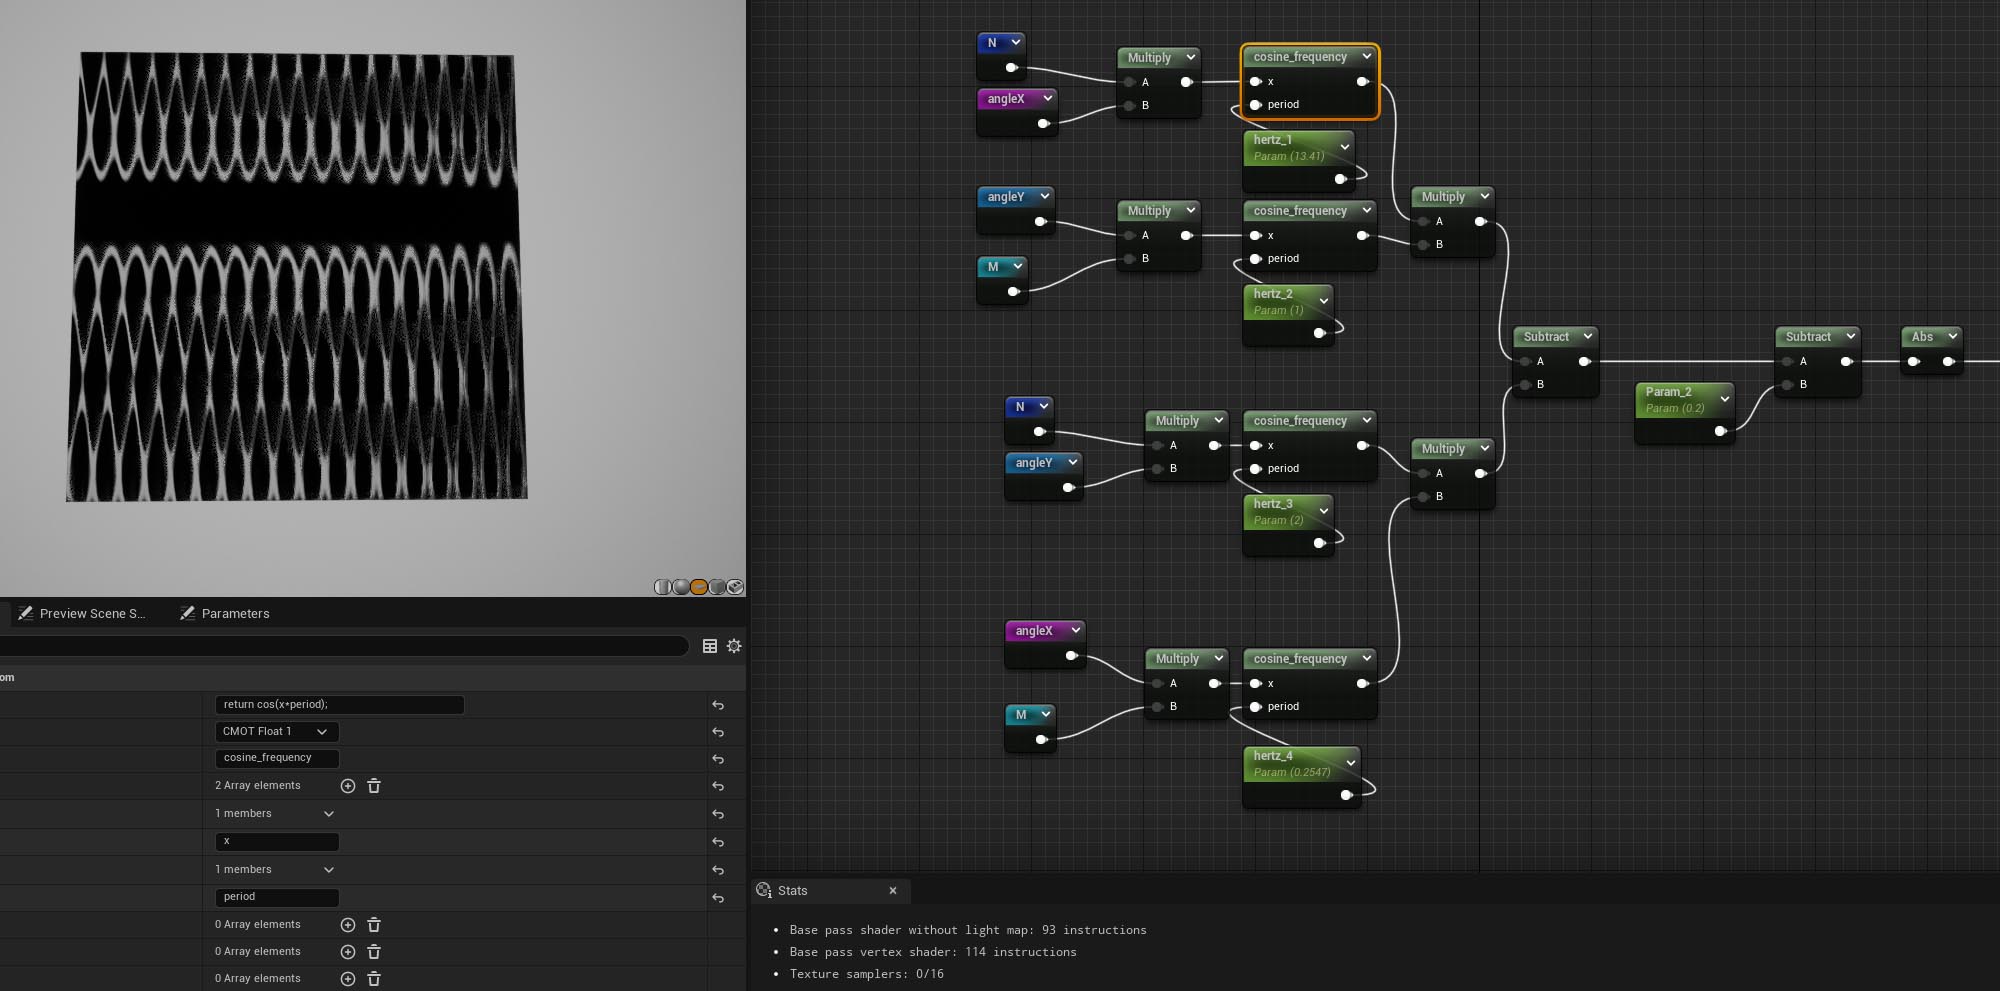 N
Multiply
A
B
angleX
cosine_frequency
x
period
hertz_1
Param (13.41)
angleY
Multiply
A
B
M
cosine_frequency
x
period
hertz_2
Param (1)
Multiply
A
B
N
Multiply
A
B
angleY
cosine_frequency
x
period
hertz_3
Param (2)
Multiply
A
B
angleX
Multiply
A
B
M
cosine_frequency
x
period
hertz_4
Param (0.2547)
Subtract
A
B
Param_2
Param (0.2)
Subtract
A
B
Abs
Preview Scene S...
Parameters
om
return cos(x*period);
CMOT Float 1
cosine_frequency
2 Array elements
1 members
x
1 members
period
0 Array elements
0 Array elements
0 Array elements
Stats
• Base pass shader without light map: 93 instructions
• Base pass vertex shader: 114 instructions
• Texture samplers: 0/16